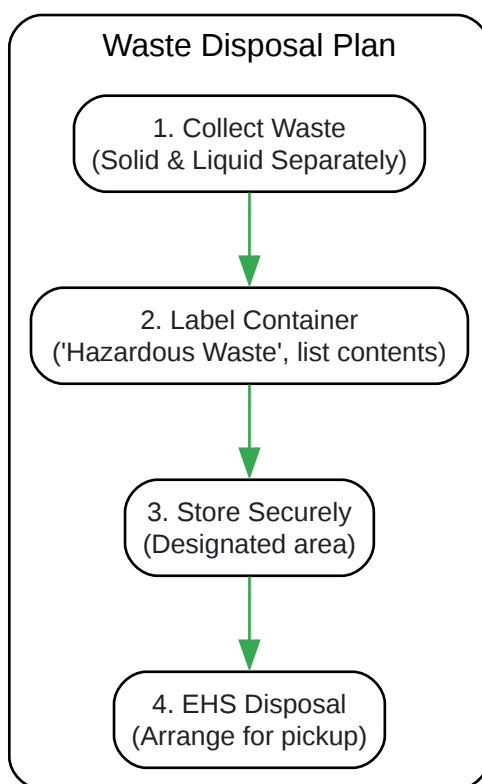 Waste Disposal Plan
1. Collect Waste
(Solid & Liquid Separately)
2. Label Container
('Hazardous Waste', list contents)
3. Store Securely
(Designated area)
4. EHS Disposal
(Arrange for pickup)